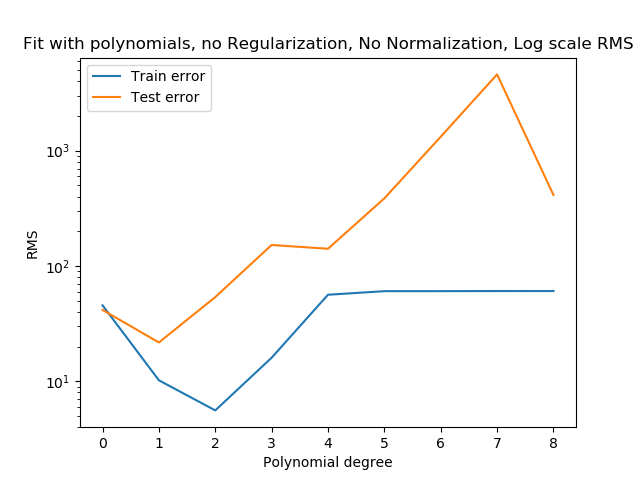 Fit with polynomials, no Regularization, No Normalization, Log scale RMS
Train error
Test error
10³
10²
10¹
RMS
0 1 2 3 4 5 6 7 8
Polynomial degree